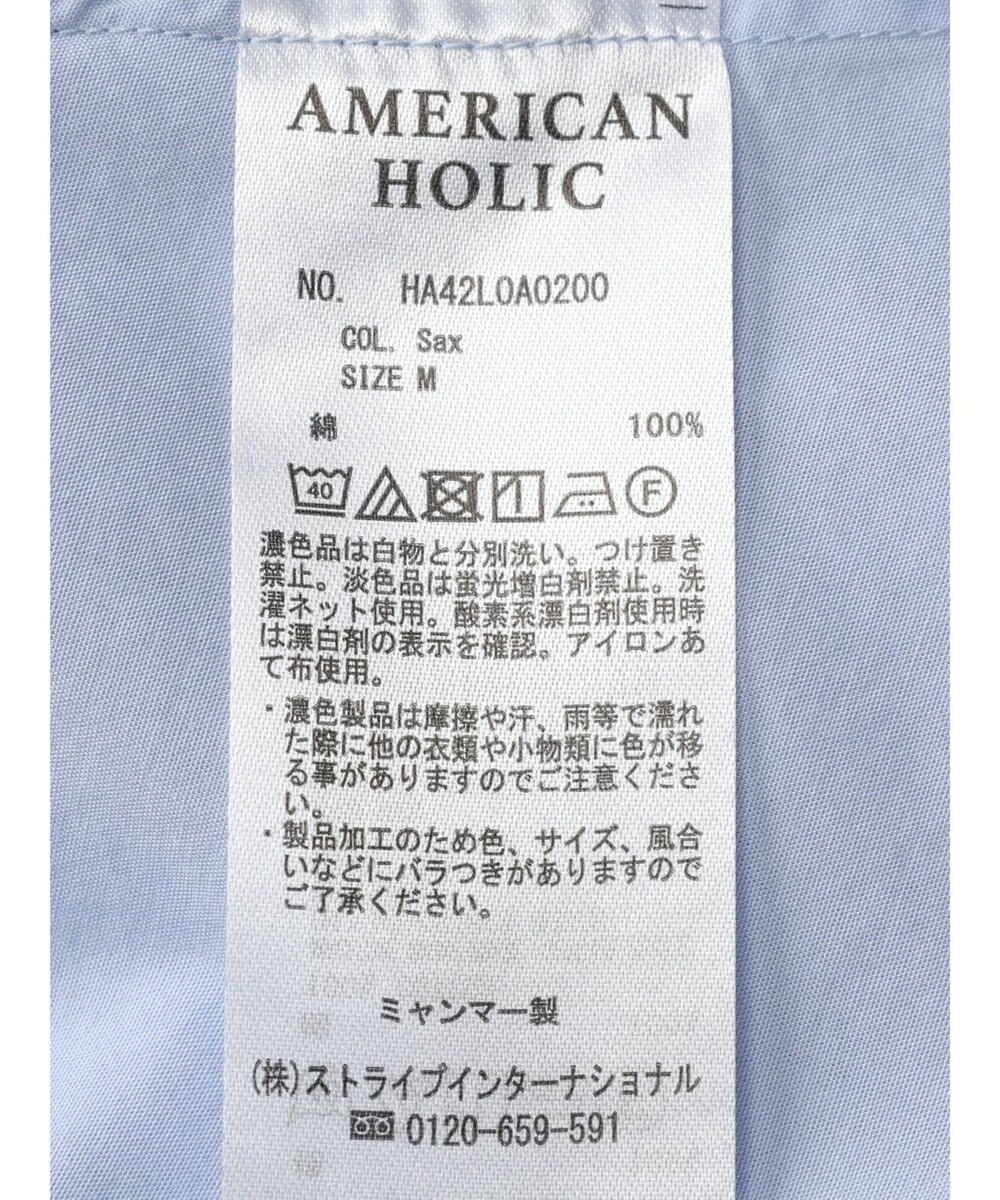 AMERICAN
HOLIC
NO. HA42L0A0200
COL. Sax
SIZE M
綿 100%
40 F
濃色品は白物と分別洗い。つけ置き
禁止。淡色品は蛍光増白剤禁止。洗
濯ネット使用。酸素系漂白剤使用時
は漂白剤の表示を確認。アイロンあ
て布使用。
・濃色製品は摩擦や汗、雨等で濡れ
た際に他の衣類や小物類に色が移
る事がありますのでご注意くださ
い。
・製品加工のため色、サイズ、風合
いなどにバラつきがありますので
ご了承ください。
ミャンマー製
(株)ストライプインターナショナル
0120-659-591